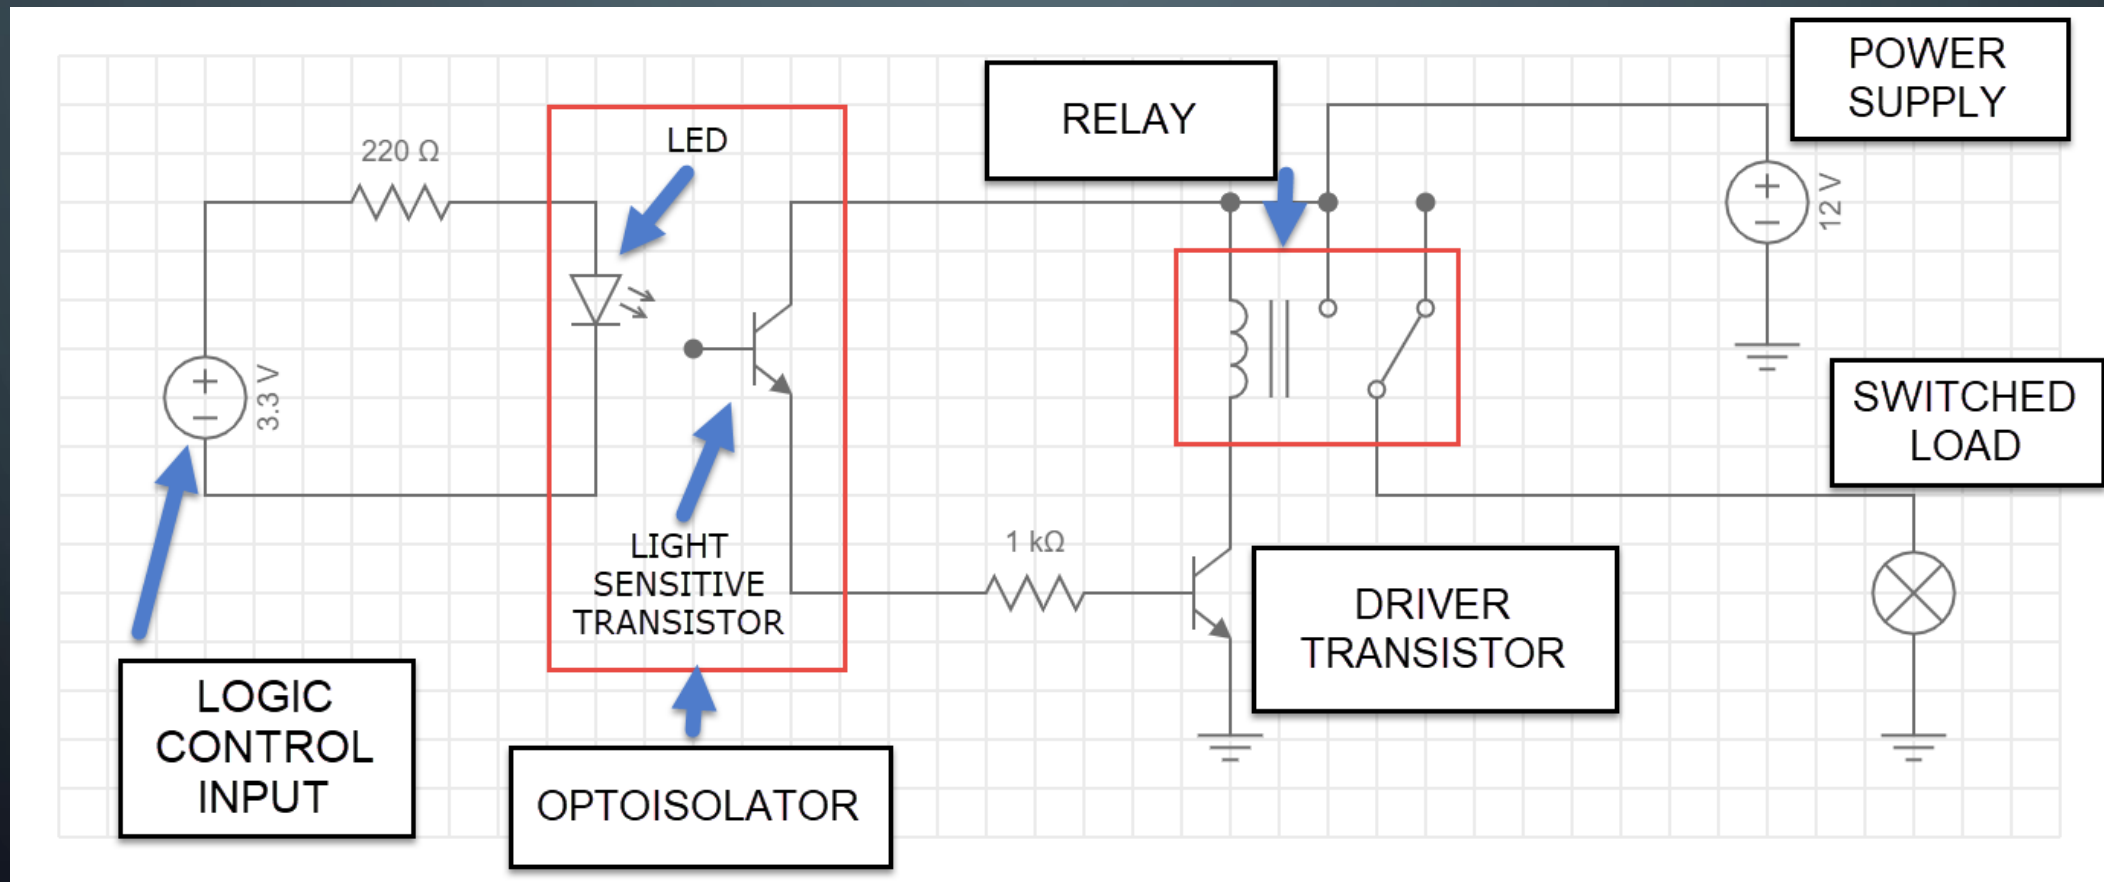 POWER
SUPPLY
RELAY
LED
220 Ω
12 V
3.3 V
SWITCHED
LOAD
LIGHT
SENSITIVE
TRANSISTOR
1 kΩ
DRIVER
TRANSISTOR
LOGIC
CONTROL
INPUT
OPTOISOLATOR